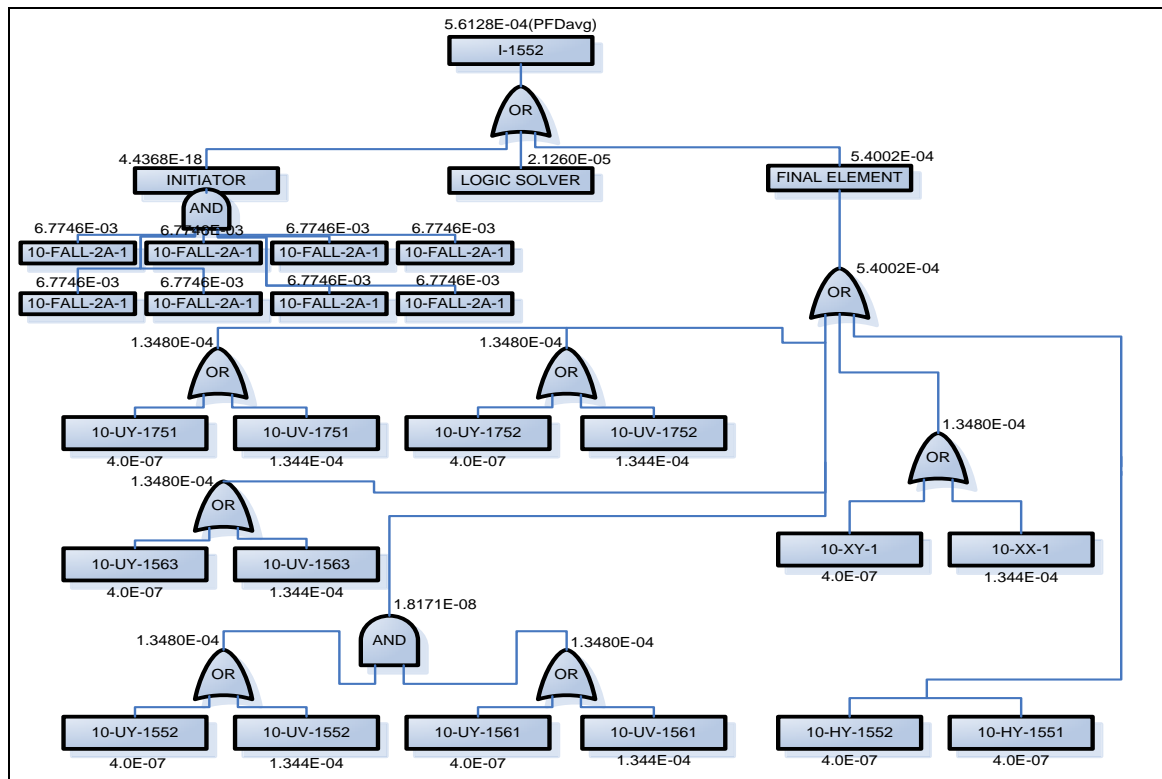 5.6128E-04(PFDavg)
I-1552
OR
4.4368E-18
2.1260E-05
5.4002E-04
INITIATOR
LOGIC SOLVER
FINAL ELEMENT
AND
6.7746E-03
6.7746E-03
6.7746E-03
6.7746E-03
10-FALL-2A-1
10-FALL-2A-1
10-FALL-2A-1
10-FALL-2A-1
6.7746E-03
6.7746E-03
6.7746E-03
6.7746E-03
10-FALL-2A-1
10-FALL-2A-1
10-FALL-2A-1
10-FALL-2A-1
5.4002E-04
OR
1.3480E-04
1.3480E-04
OR
OR
10-UY-1751
10-UV-1751
10-UY-1752
10-UV-1752
4.0E-07
1.344E-04
4.0E-07
1.344E-04
1.3480E-04
OR
1.3480E-04
OR
10-UY-1563
10-UV-1563
10-XY-1
10-XX-1
4.0E-07
1.344E-04
4.0E-07
1.344E-04
1.8171E-08
AND
1.3480E-04
1.3480E-04
OR
OR
10-UY-1552
10-UV-1552
10-UY-1561
10-UV-1561
10-HY-1552
10-HY-1551
4.0E-07
1.344E-04
4.0E-07
1.344E-04
4.0E-07
4.0E-07